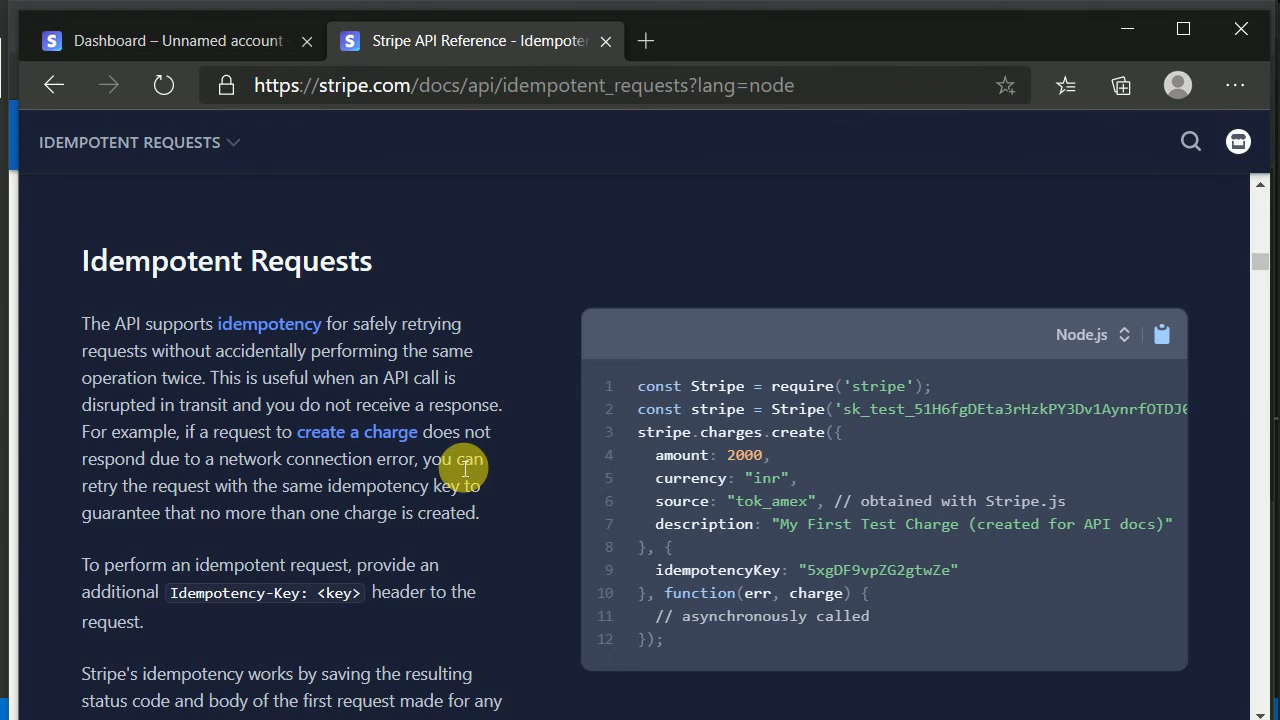 Dashboard – Unnamed account
Stripe API Reference - Idempoter
https://stripe.com/docs/api/idempotent_requests?lang=node
IDEMPOTENT REQUESTS
Idempotent Requests
The API supports idempotency for safely retrying
requests without accidentally performing the same
operation twice. This is useful when an API call is
disrupted in transit and you do not receive a response.
For example, if a request to create a charge does not
respond due to a network connection error, you can
retry the request with the same idempotency key to
guarantee that no more than one charge is created.
To perform an idempotent request, provide an
additional Idempotency-Key: <key> header to the
request.
Stripe's idempotency works by saving the resulting
status code and body of the first request made for any
Node.js
1 const Stripe = require('stripe');
2 const stripe = Stripe('sk_test_51H6fgDEta3rHzkPY3Dv1AynrfOTDJ
3 stripe.charges.create({
4 amount: 2000,
5 currency: "inr",
6 source: "tok_amex", // obtained with Stripe.js
7 description: "My First Test Charge (created for API docs)"
8 }, {
9 idempotencyKey: "5xgDF9vpZG2gtwZe"
10 }, function(err, charge) {
11 // asynchronously called
12 });